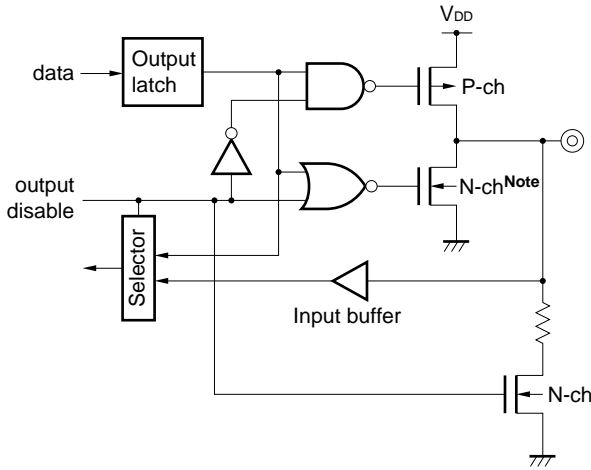 VDD
data
Output
latch
P-ch
output
disable
N-chNote
Selector
Input buffer
N-ch